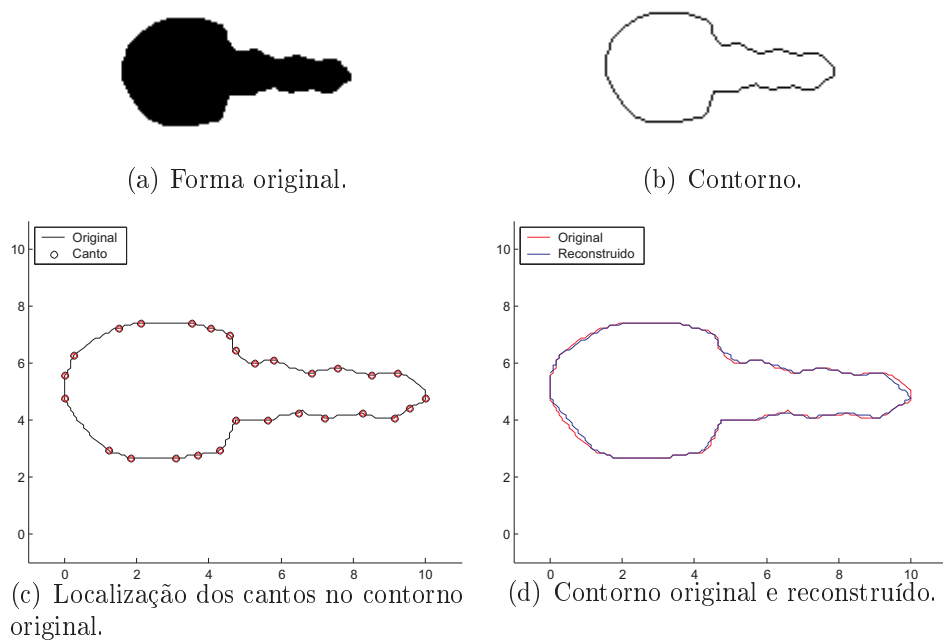 (a) Forma original.
(b) Contorno.
Original
Canto
10
8
6
4
2
0
0 2 4 6 8 10
(c) Localização dos cantos no contorno
original.
Original
Reconstruido
10
8
6
4
2
0
0 2 4 6 8 10
(d) Contorno original e reconstruído.